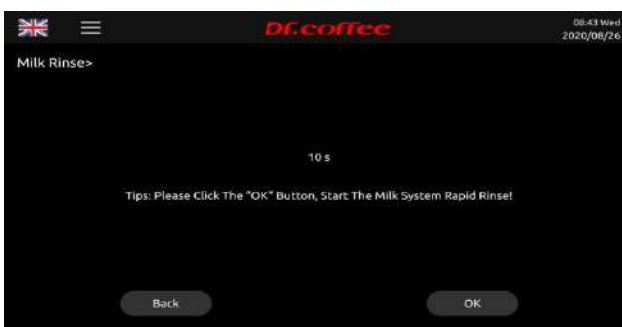 Dr.coffee
08:43 Wed
2020/08/26
Milk Rinse>
10 s
Tips: Please Click The "OK" Button, Start The Milk System Rapid Rinse!
Back
OK